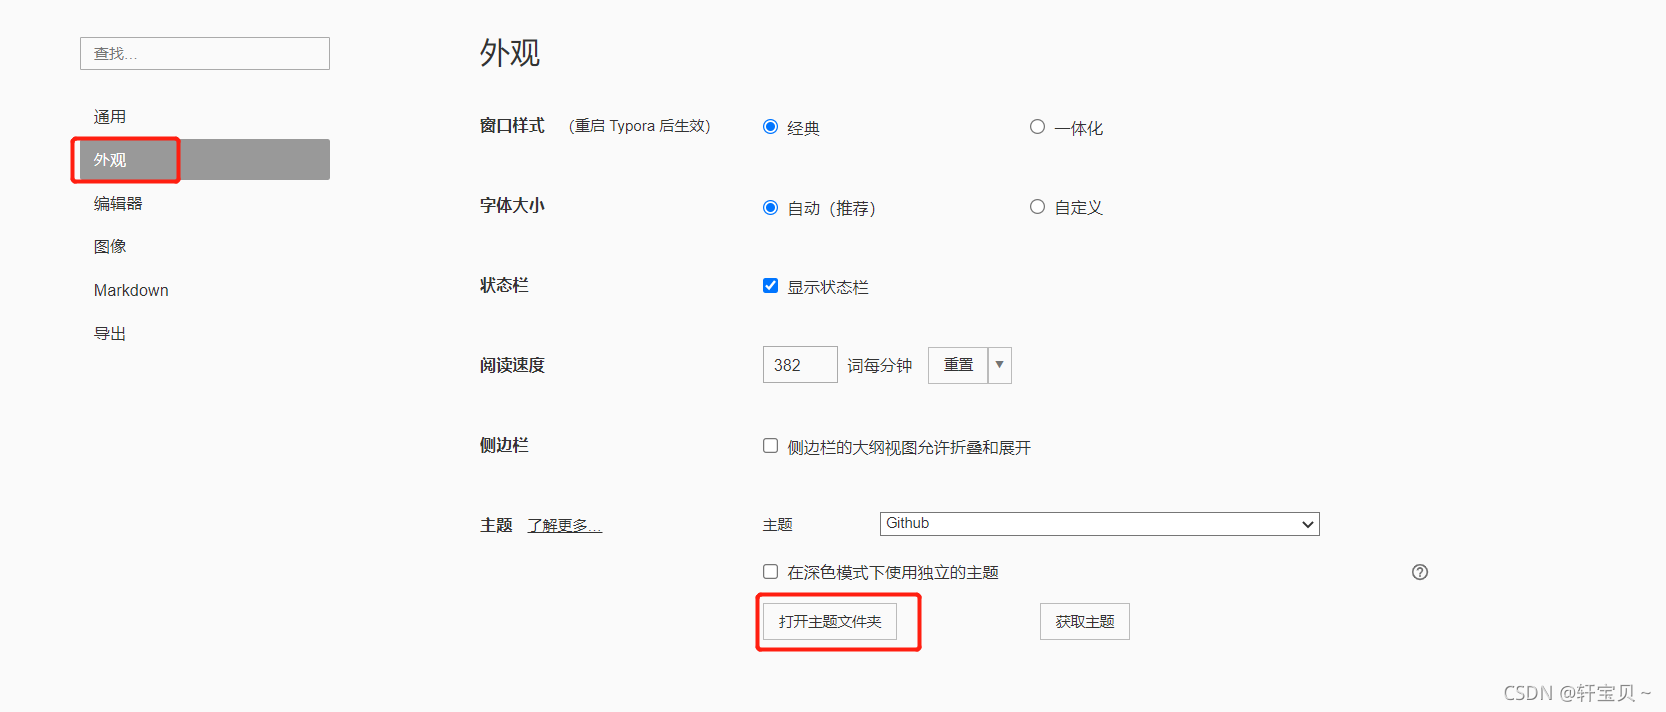 查找...
通用
外观
编辑器
图像
Markdown
导出
外观
窗口样式 (重启 Typora 后生效) 经典 一体化
字体大小 自动（推荐） 自定义
状态栏 显示状态栏
阅读速度 382 词每分钟 重置
侧边栏 侧边栏的大纲视图允许折叠和展开
主题 了解更多... 主题 Github
在深色模式下使用独立的主题
打开主题文件夹 获取主题
CSDN @轩宝贝～